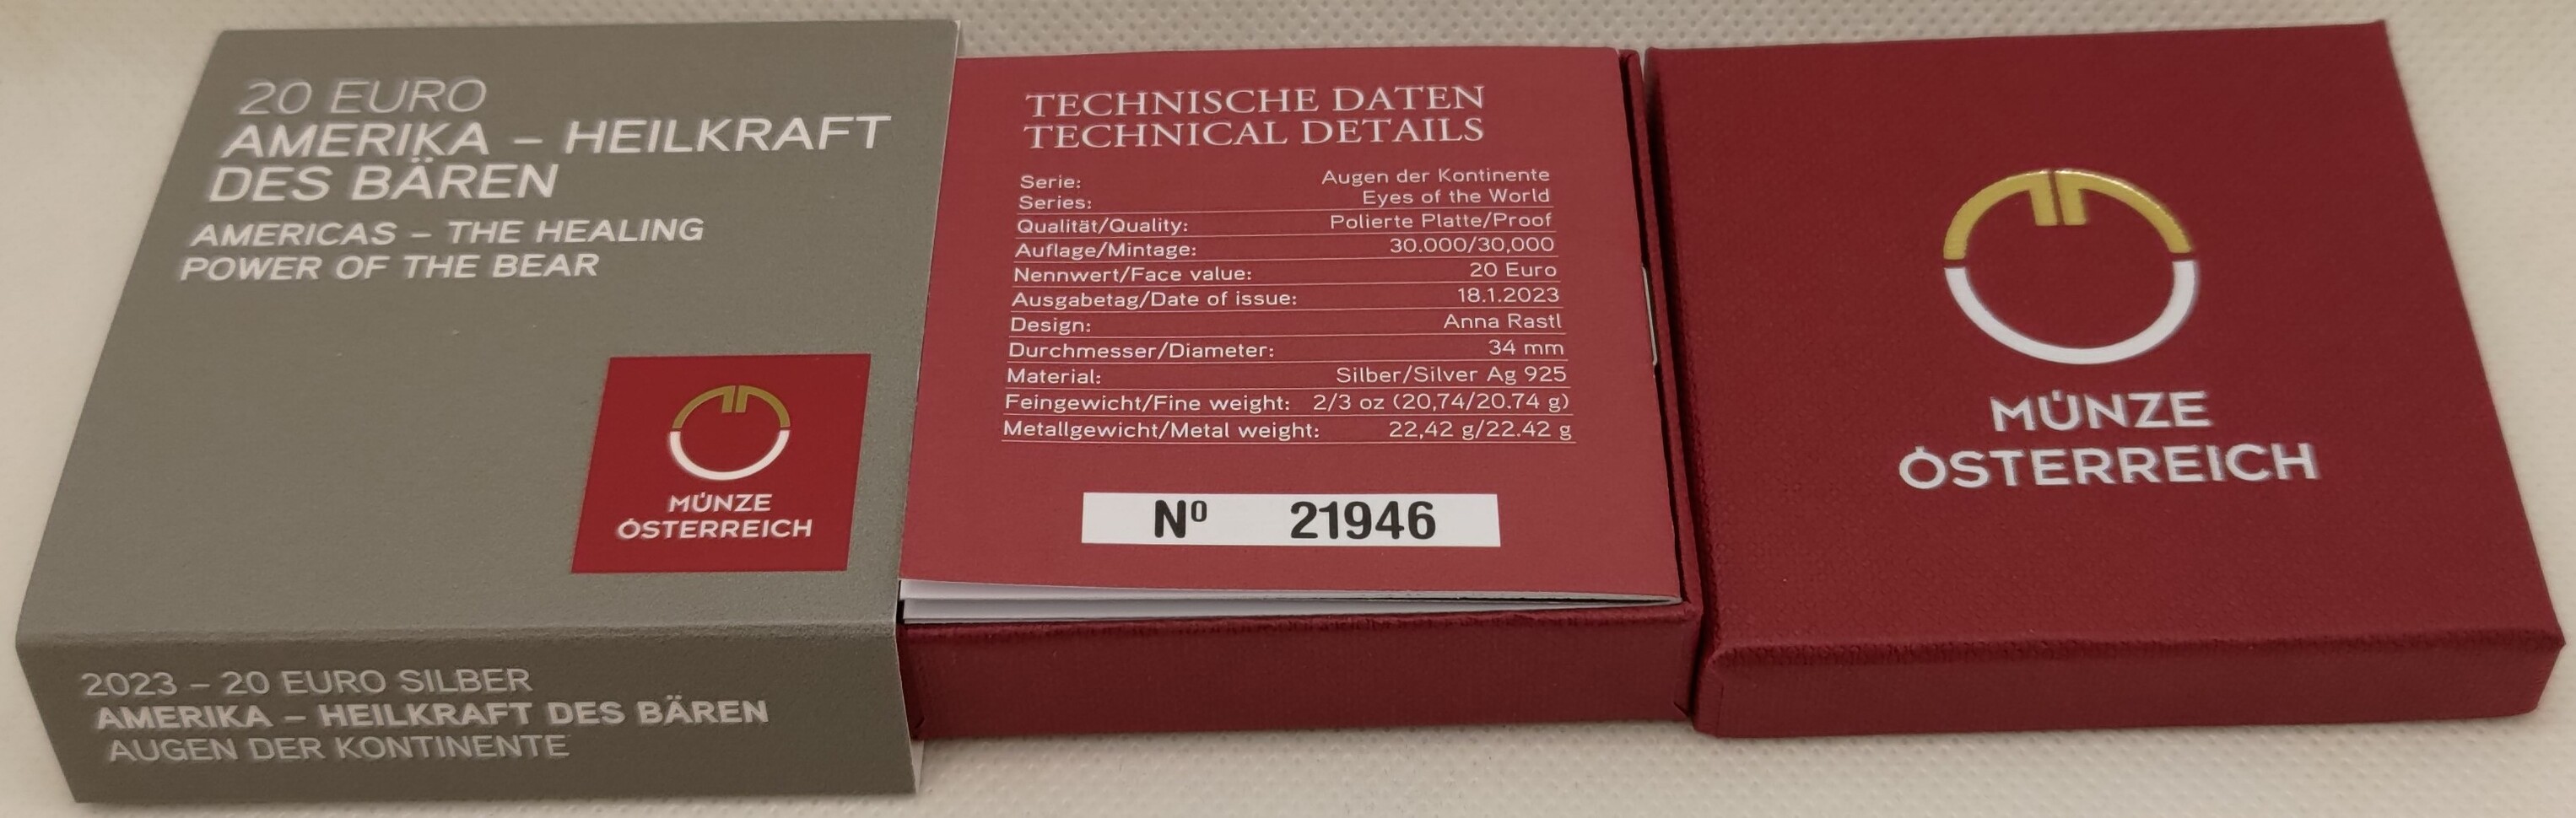 20 EURO
AMERIKA – HEILKRAFT
DES BÄREN
AMERICAS – THE HEALING
POWER OF THE BEAR
MÜNZE
ÖSTERREICH
2023 – 20 EURO SILBER
AMERIKA – HEILKRAFT DES BÄREN
AUGEN DER KONTINENTE
TECHNISCHE DATEN
TECHNICAL DETAILS
Serie: Augen der Kontinente
Series: Eyes of the World
Qualität/Quality: Polierte Platte/Proof
Auflage/Mintage: 30.000/30,000
Nennwert/Face value: 20 Euro
Ausgabetag/Date of issue: 18.1.2023
Design: Anna Rastl
Durchmesser/Diameter: 34 mm
Material: Silber/Silver Ag 925
Feingewicht/Fine weight: 2/3 oz (20,74/20.74 g)
Metallgewicht/Metal weight: 22,42 g/22.42 g
Nº 21946
MÜNZE
ÖSTERREICH